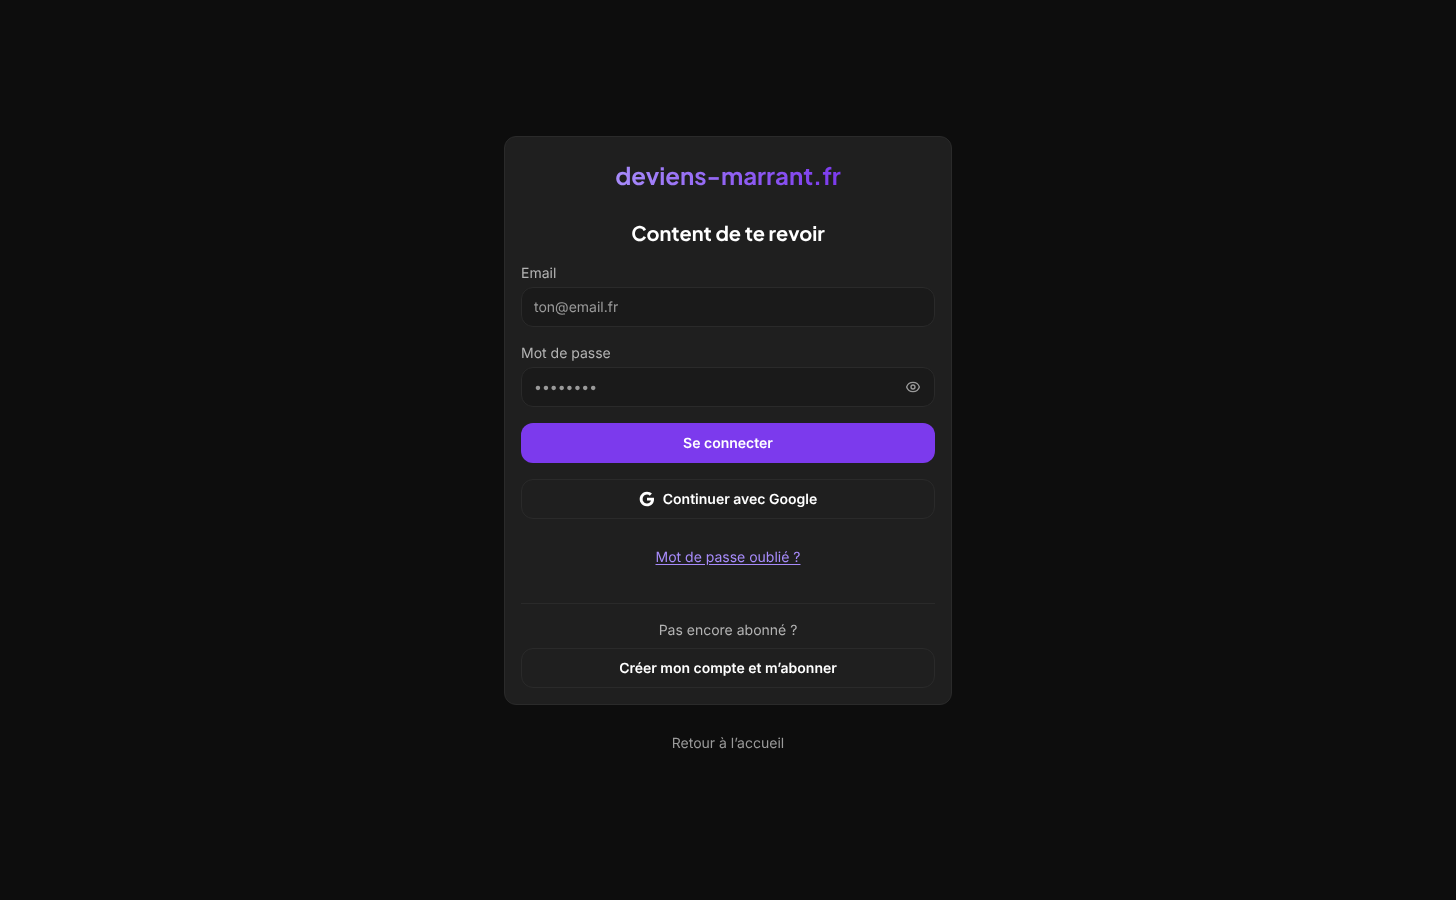 deviens-marrant.fr
Content de te revoir
Email
ton@email.fr
Mot de passe
••••••••
Se connecter
Continuer avec Google
Mot de passe oublié ?
Pas encore abonné ?
Créer mon compte et m’abonner
Retour à l’accueil